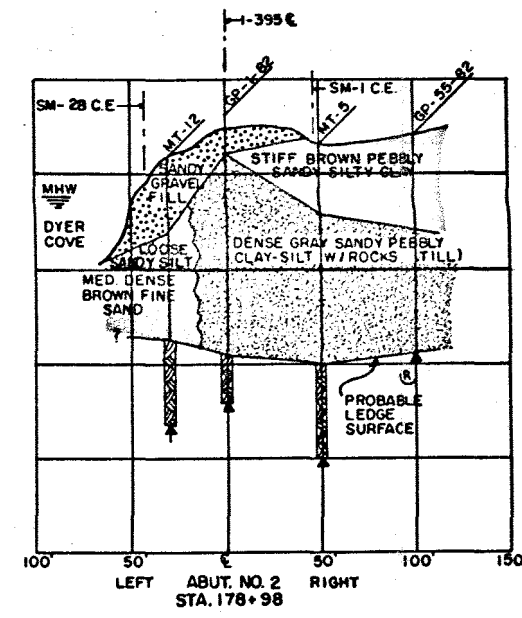 I-395 ℄
SM-28 C.E.
MT-12
GP-1-82
SM-1 C.E.
MT-5
GP-55-82
SANDY
GRAVEL
FILL
STIFF BROWN PEBBLY
SANDY SILTY CLAY
MHW
DYER
COVE
LOOSE
SANDY SILT
DENSE GRAY SANDY PEBBLY
CLAY-SILT W/ROCKS (TILL)
MED. DENSE
BROWN FINE
SAND
?
R
PROBABLE
LEDGE
SURFACE
100' 50' ℄ 50' 100' 150
LEFT ABUT. NO. 2 RIGHT
STA. 178+98